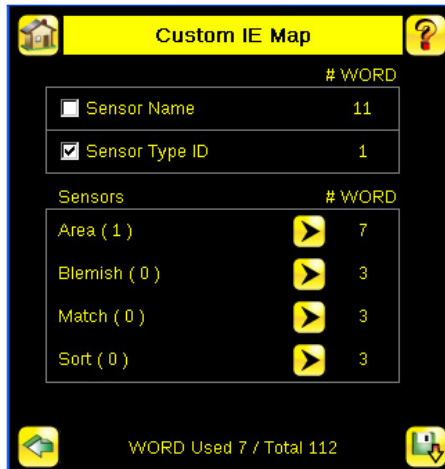 Custom IE Map
?
# WORD
Sensor Name 11
Sensor Type ID 1
Sensors # WORD
Area ( 1 ) 7
Blemish ( 0 ) 3
Match ( 0 ) 3
Sort ( 0 ) 3
WORD Used 7 / Total 112